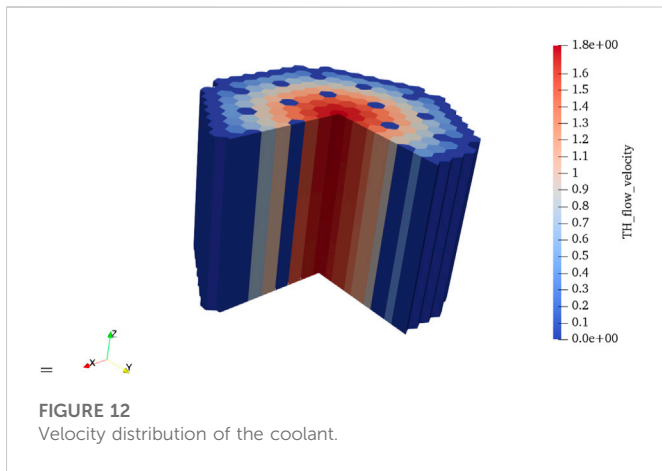 1.8e+00
1.6
1.5
1.4
1.3
1.2
1.1
1
0.9
0.8
0.7
0.6
0.5
0.4
0.3
0.2
0.1
0.0e+00
TH_flow_velocity
Z
X
Y
=
FIGURE 12
Velocity distribution of the coolant.